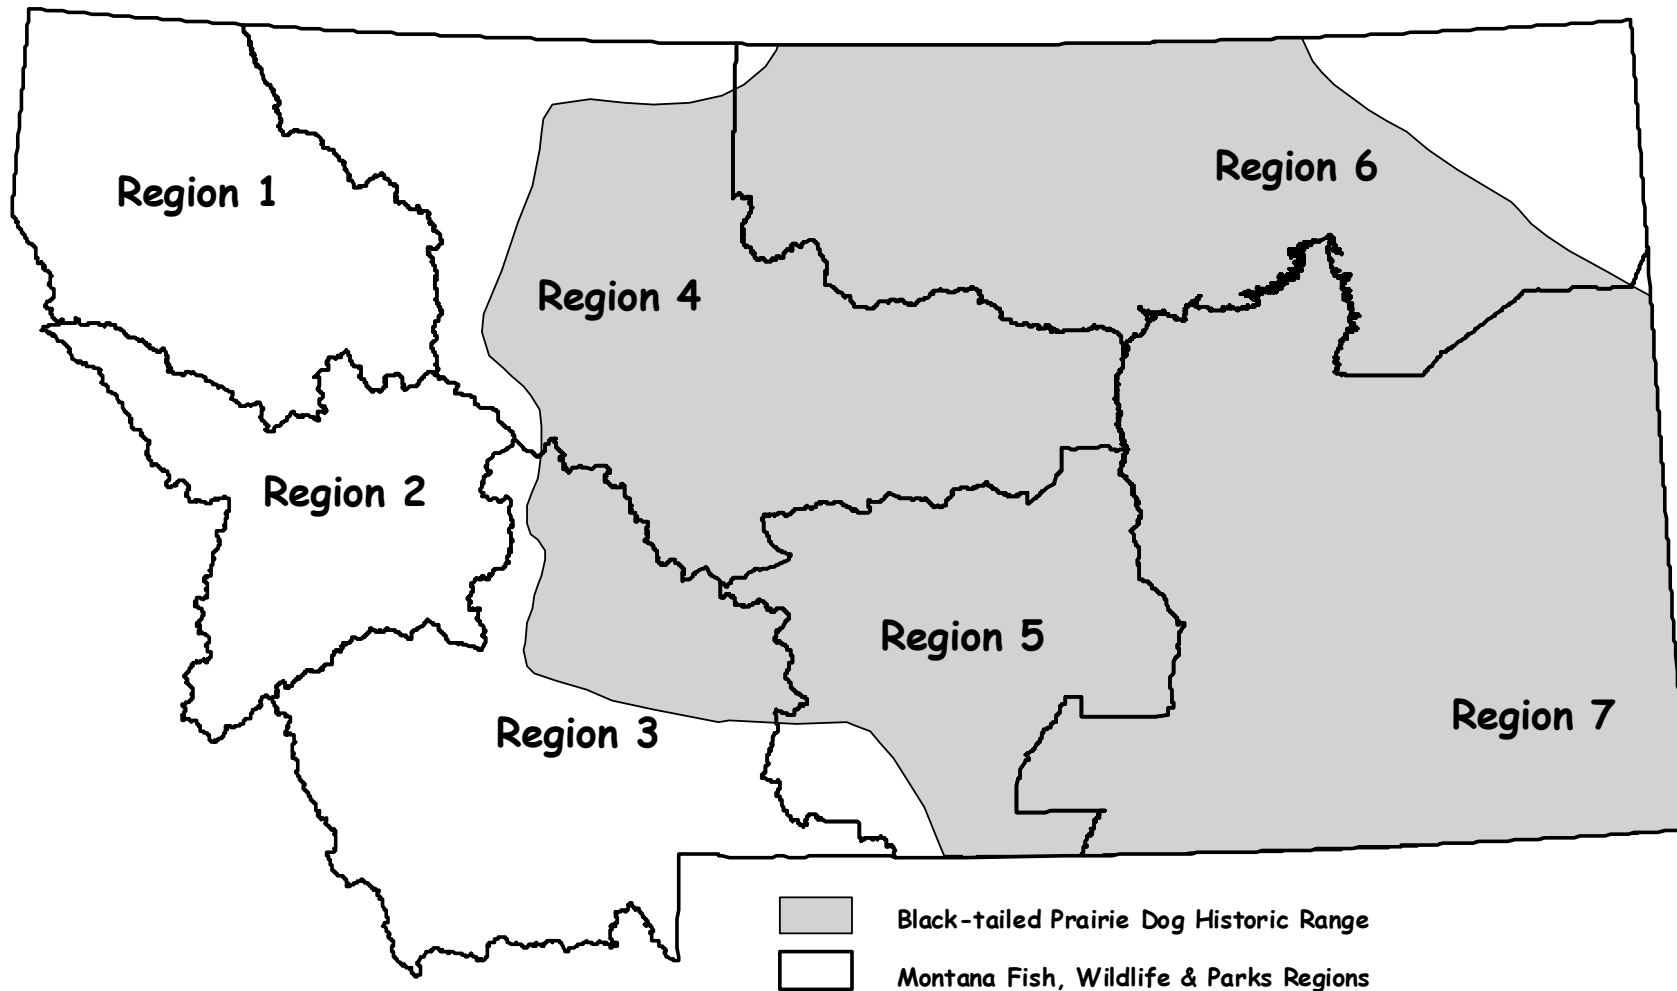 Region 1
Region 6
Region 4
Region 2
Region 5
Region 3
Region 7
Black-tailed Prairie Dog Historic Range
Montana Fish, Wildlife & Parks Regions